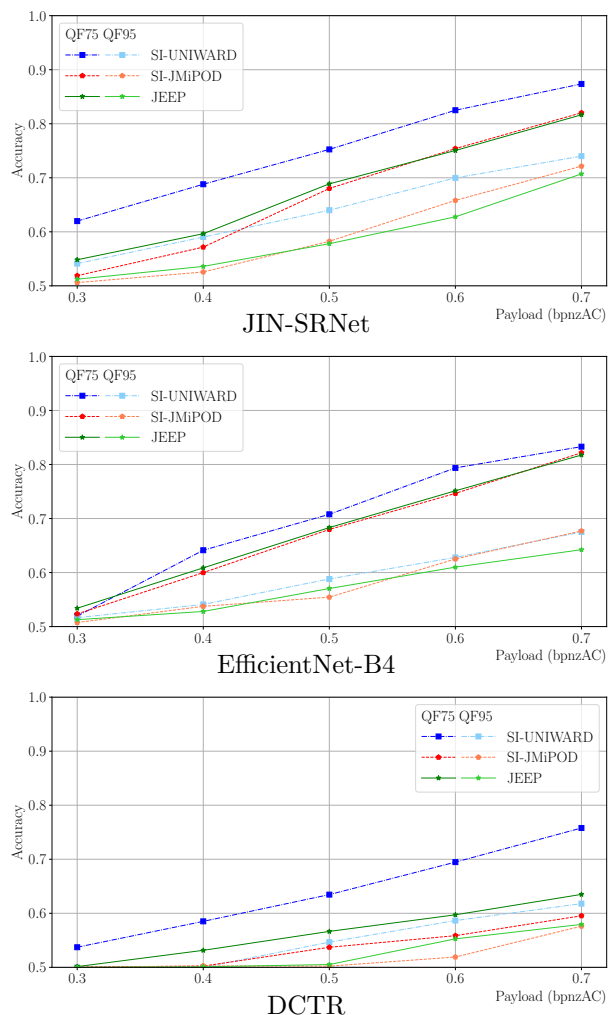 1.0
QF75 QF95
SI-UNIWARD
SI-JMiPOD
JEEP
0.9
0.8
Accuracy
0.7
0.6
0.5
0.3 0.4 0.5 0.6 0.7
Payload (bpnzAC)
JIN-SRNet
1.0
QF75 QF95
SI-UNIWARD
SI-JMiPOD
JEEP
0.9
0.8
Accuracy
0.7
0.6
0.5
0.3 0.4 0.5 0.6 0.7
Payload (bpnzAC)
EfficientNet-B4
1.0
QF75 QF95
SI-UNIWARD
SI-JMiPOD
JEEP
0.9
0.8
Accuracy
0.7
0.6
0.5
0.3 0.4 0.5 0.6 0.7
Payload (bpnzAC)
DCTR